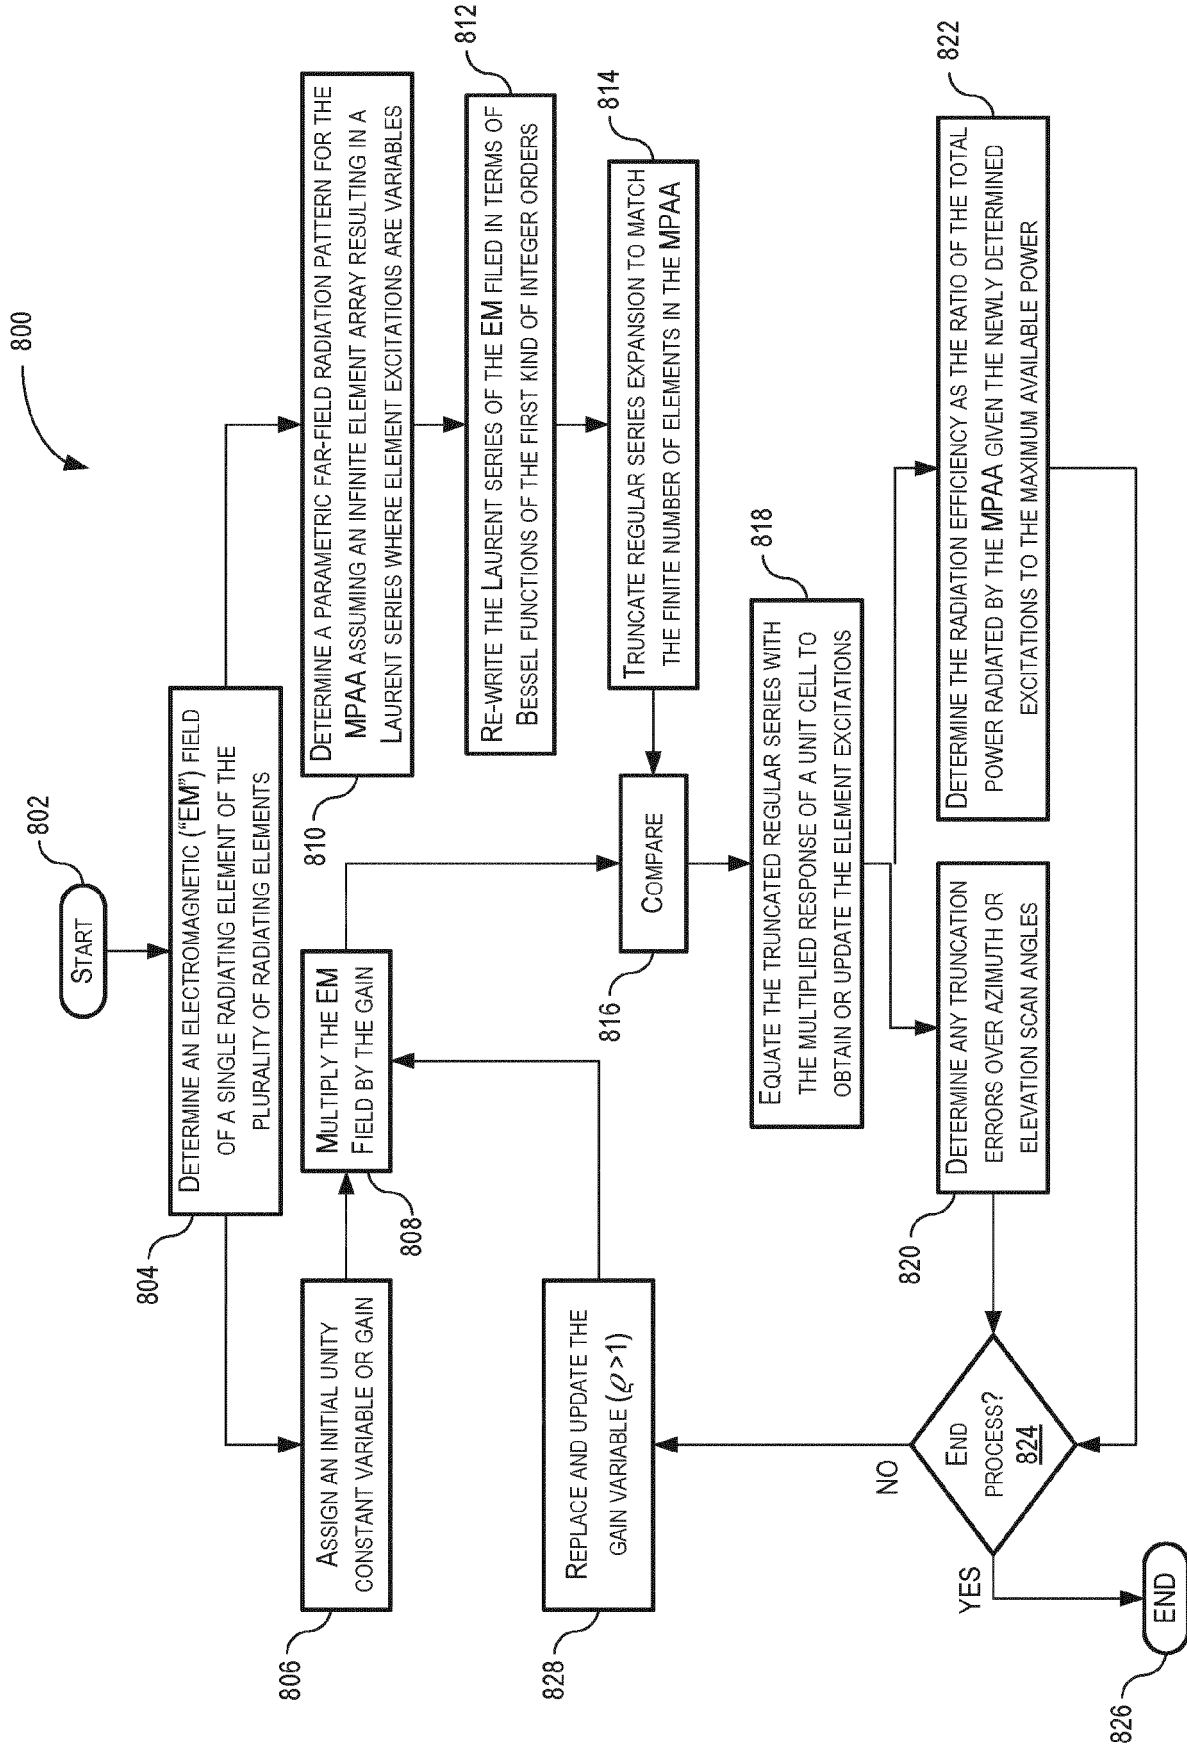 800
START
802
DETERMINE AN ELECTROMAGNETIC ("EM") FIELD
OF A SINGLE RADIATING ELEMENT OF THE
PLURALITY OF RADIATING ELEMENTS
804
ASSIGN AN INITIAL UNITY
CONSTANT VARIABLE OR GAIN
806
MULTIPLY THE EM
FIELD BY THE GAIN
808
DETERMINE A PARAMETRIC FAR-FIELD RADIATION PATTERN FOR THE
MPAA ASSUMING AN INFINITE ELEMENT ARRAY RESULTING IN A
LAURENT SERIES WHERE ELEMENT EXCITATIONS ARE VARIABLES
810
RE-WRITE THE LAURENT SERIES OF THE EM FILED IN TERMS OF
BESSEL FUNCTIONS OF THE FIRST KIND OF INTEGER ORDERS
812
TRUNCATE REGULAR SERIES EXPANSION TO MATCH
THE FINITE NUMBER OF ELEMENTS IN THE MPAA
814
COMPARE
816
EQUATE THE TRUNCATED REGULAR SERIES WITH
THE MULTIPLIED RESPONSE OF A UNIT CELL TO
OBTAIN OR UPDATE THE ELEMENT EXCITATIONS
818
DETERMINE ANY TRUNCATION
ERRORS OVER AZIMUTH OR
ELEVATION SCAN ANGLES
820
DETERMINE THE RADIATION EFFICIENCY AS THE RATIO OF THE TOTAL
POWER RADIATED BY THE MPAA GIVEN THE NEWLY DETERMINED
EXCITATIONS TO THE MAXIMUM AVAILABLE POWER
822
END
PROCESS?
824
NO
YES
REPLACE AND UPDATE THE
GAIN VARIABLE (ϱ >1)
828
END
826